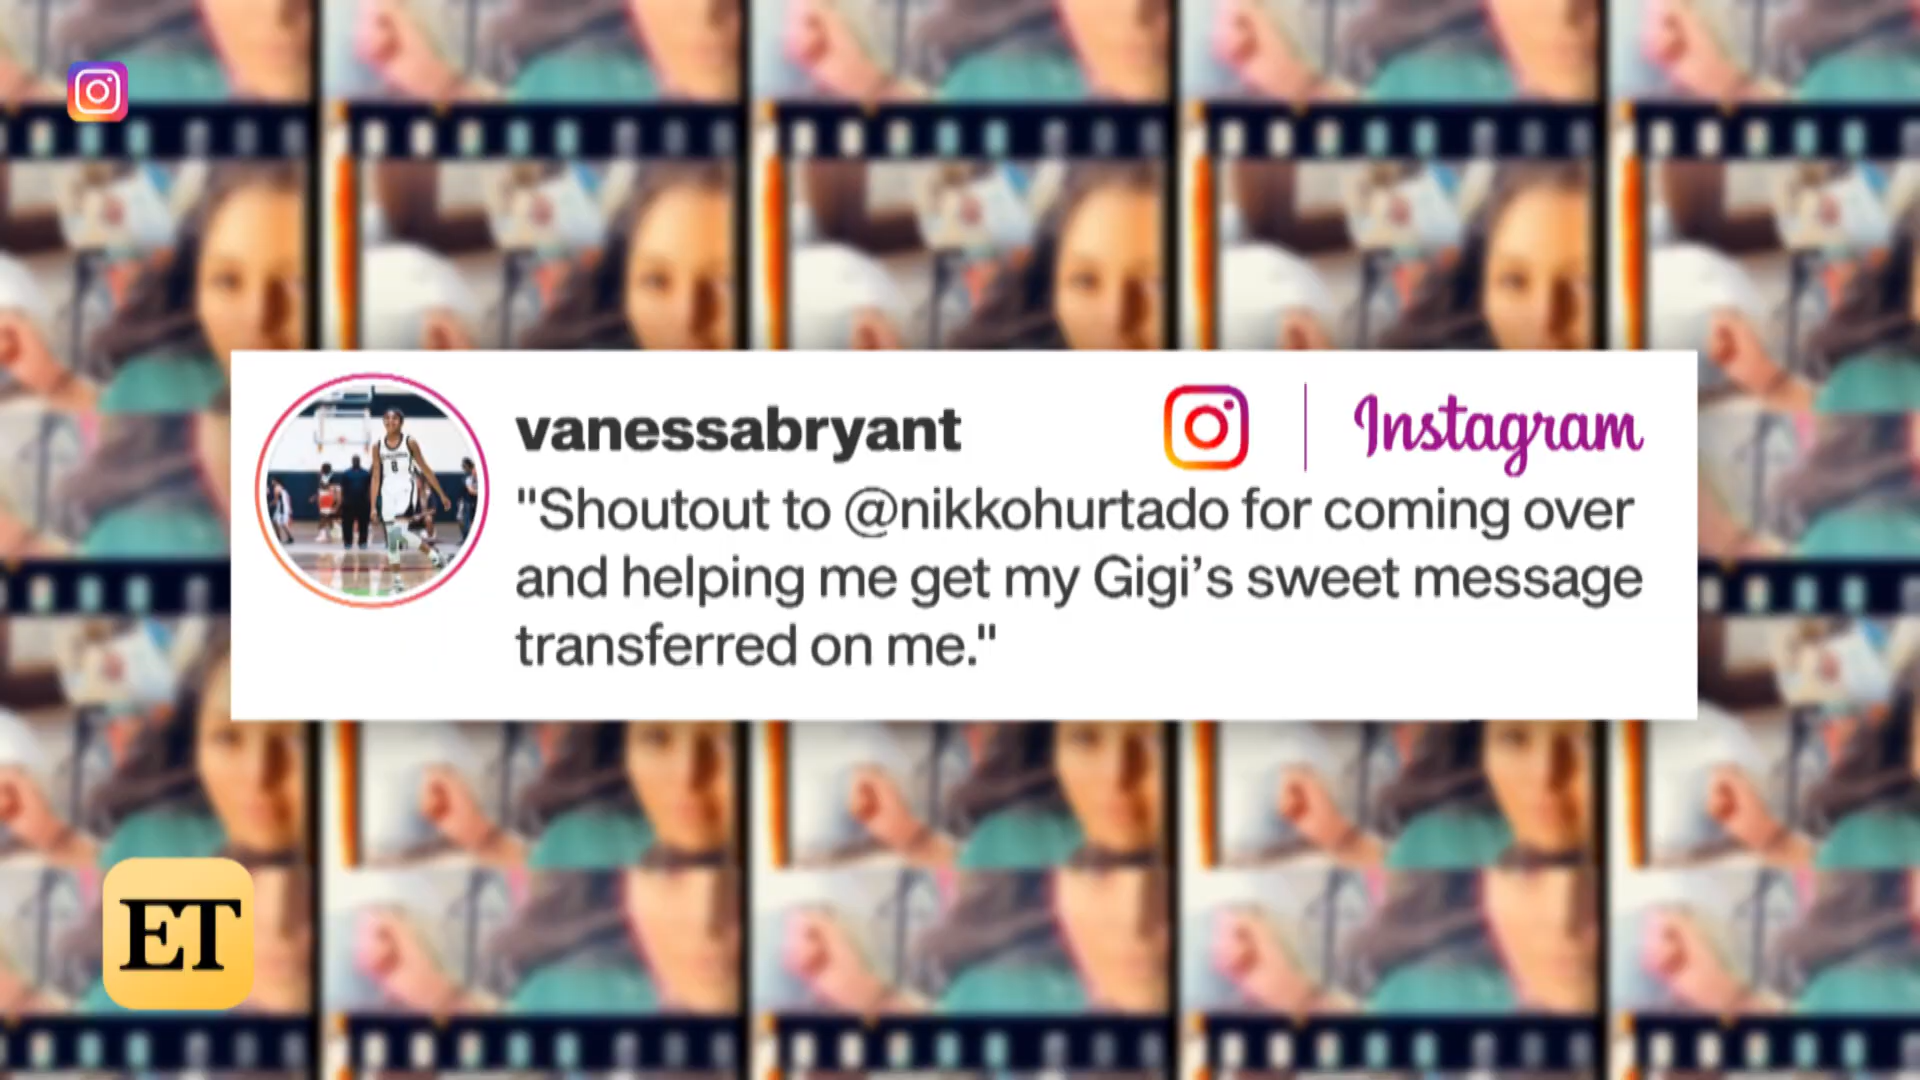 vanessabryant
Instagram
"Shoutout to @nikkohurtado for coming over
and helping me get my Gigi’s sweet message
transferred on me."
ET